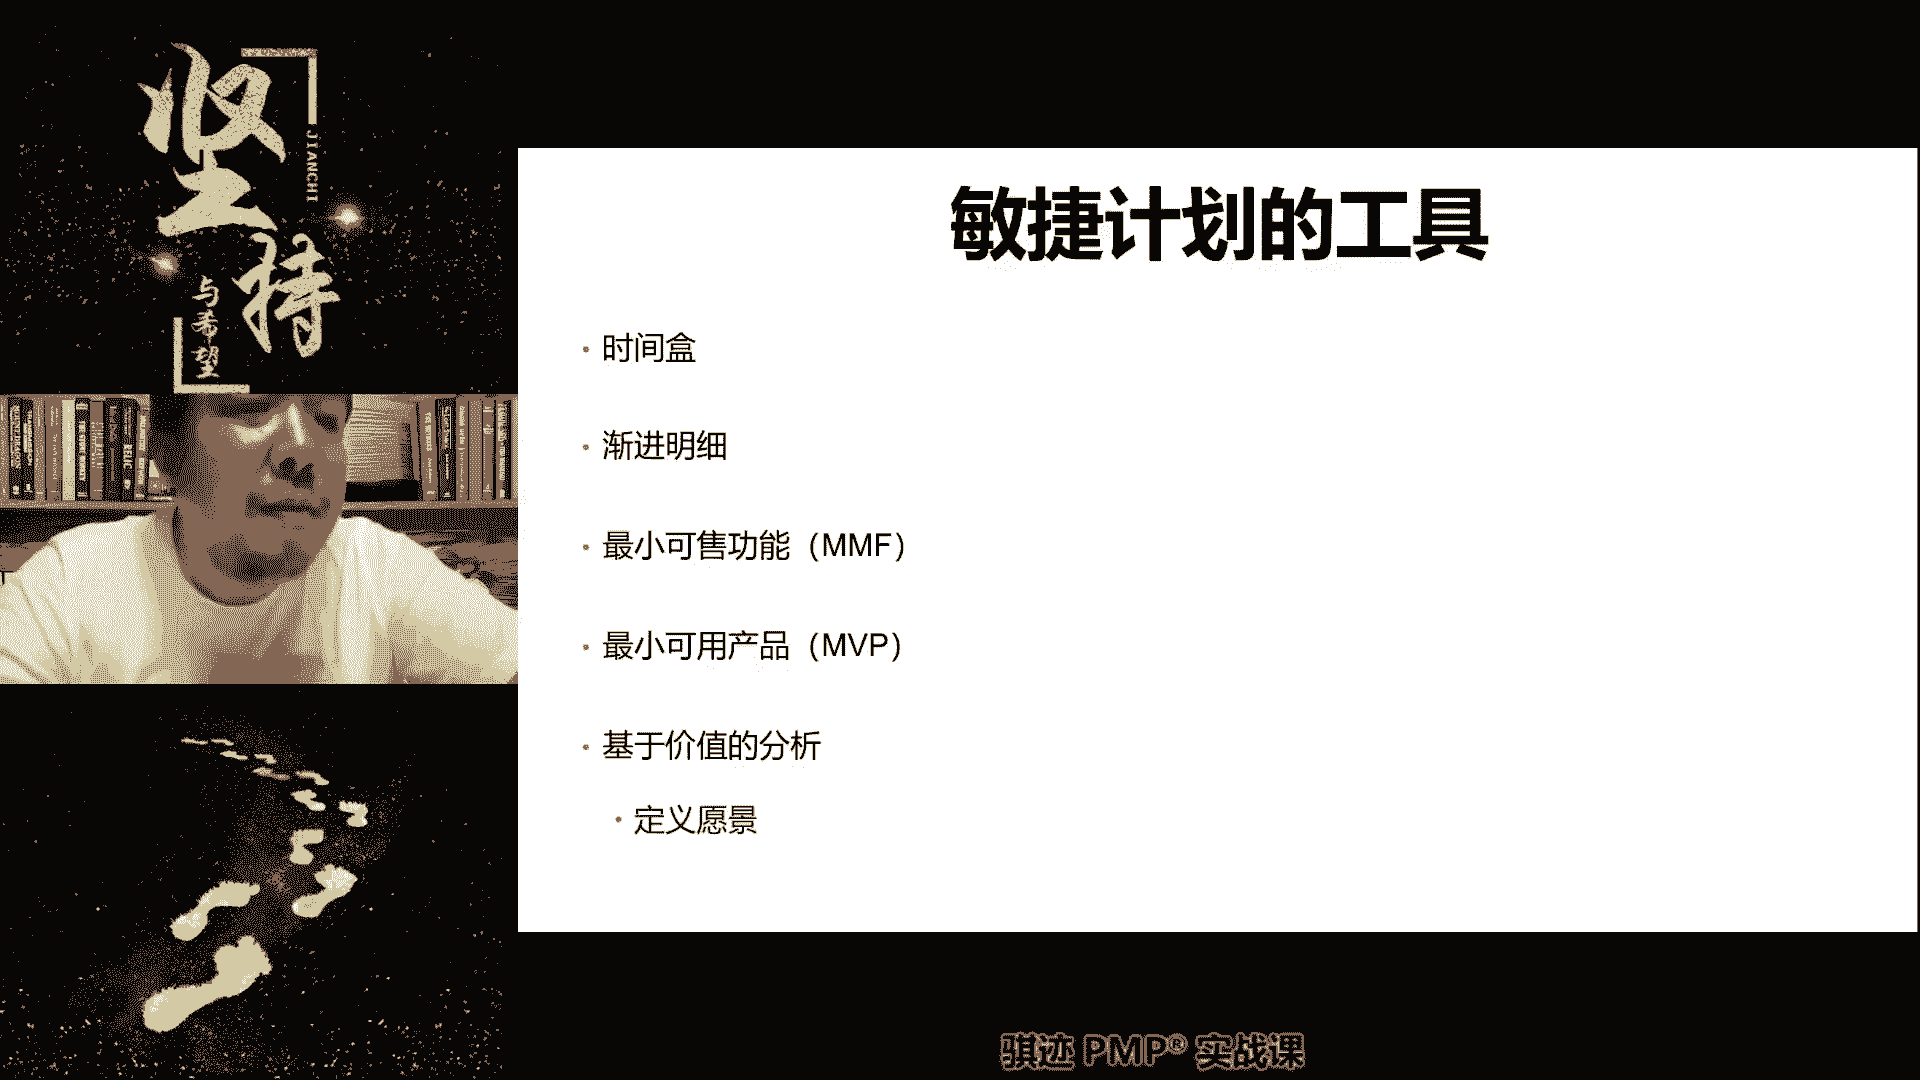 坚持
JIANCHI
与希望
敏捷计划的工具
· 时间盒
· 渐进明细
· 最小可售功能（MMF）
· 最小可用产品（MVP）
· 基于价值的分析
· 定义愿景
骐迹 PMP® 实战课